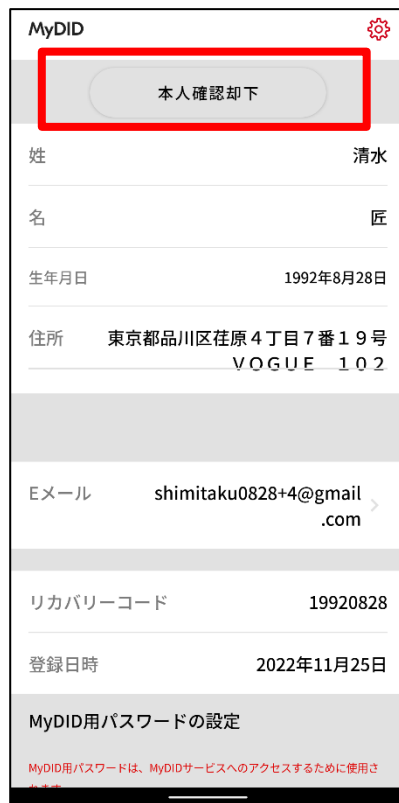 MyDID
本人確認却下
姓 清水
名 匠
生年月日 1992年8月28日
住所 東京都品川区荏原４丁目７番１９号
ＶＯＧＵＥ　１０２
Eメール shimitaku0828+4@gmail
.com
リカバリーコード 19920828
登録日時 2022年11月25日
MyDID用パスワードの設定
MyDID用パスワードは、MyDIDサービスへのアクセスするために使用さ